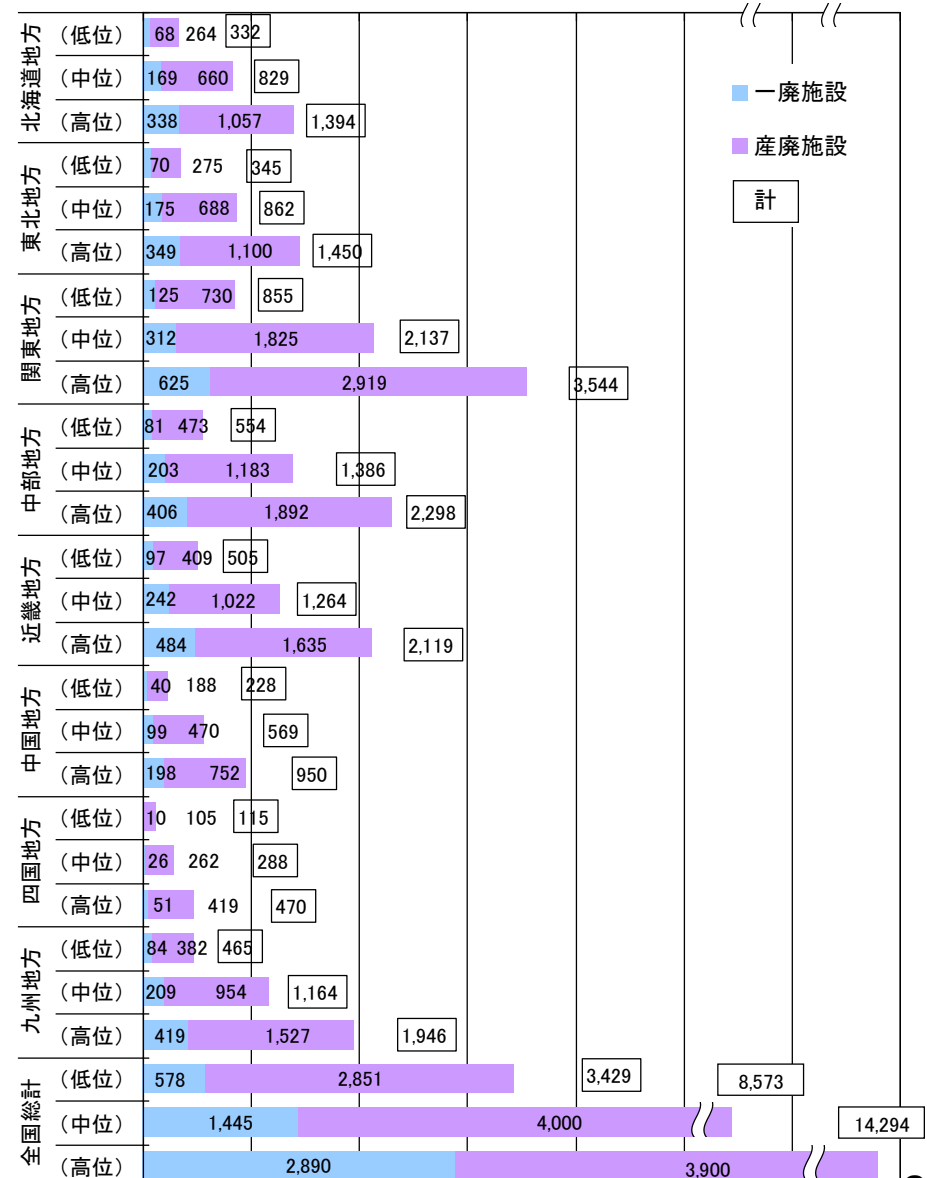 北海道地方
（低位） 68 264 332
（中位） 169 660 829
（高位） 338 1,057 1,394
東北地方
（低位） 70 275 345
（中位） 175 688 862
（高位） 349 1,100 1,450
関東地方
（低位） 125 730 855
（中位） 312 1,825 2,137
（高位） 625 2,919 3,544
中部地方
（低位） 81 473 554
（中位） 203 1,183 1,386
（高位） 406 1,892 2,298
近畿地方
（低位） 97 409 505
（中位） 242 1,022 1,264
（高位） 484 1,635 2,119
中国地方
（低位） 40 188 228
（中位） 99 470 569
（高位） 198 752 950
四国地方
（低位） 10 105 115
（中位） 26 262 288
（高位） 51 419 470
九州地方
（低位） 84 382 465
（中位） 209 954 1,164
（高位） 419 1,527 1,946
全国総計
（低位） 578 2,851 3,429 8,573
（中位） 1,445 4,000 14,294
（高位） 2,890 3,900
一廃施設
産廃施設
計